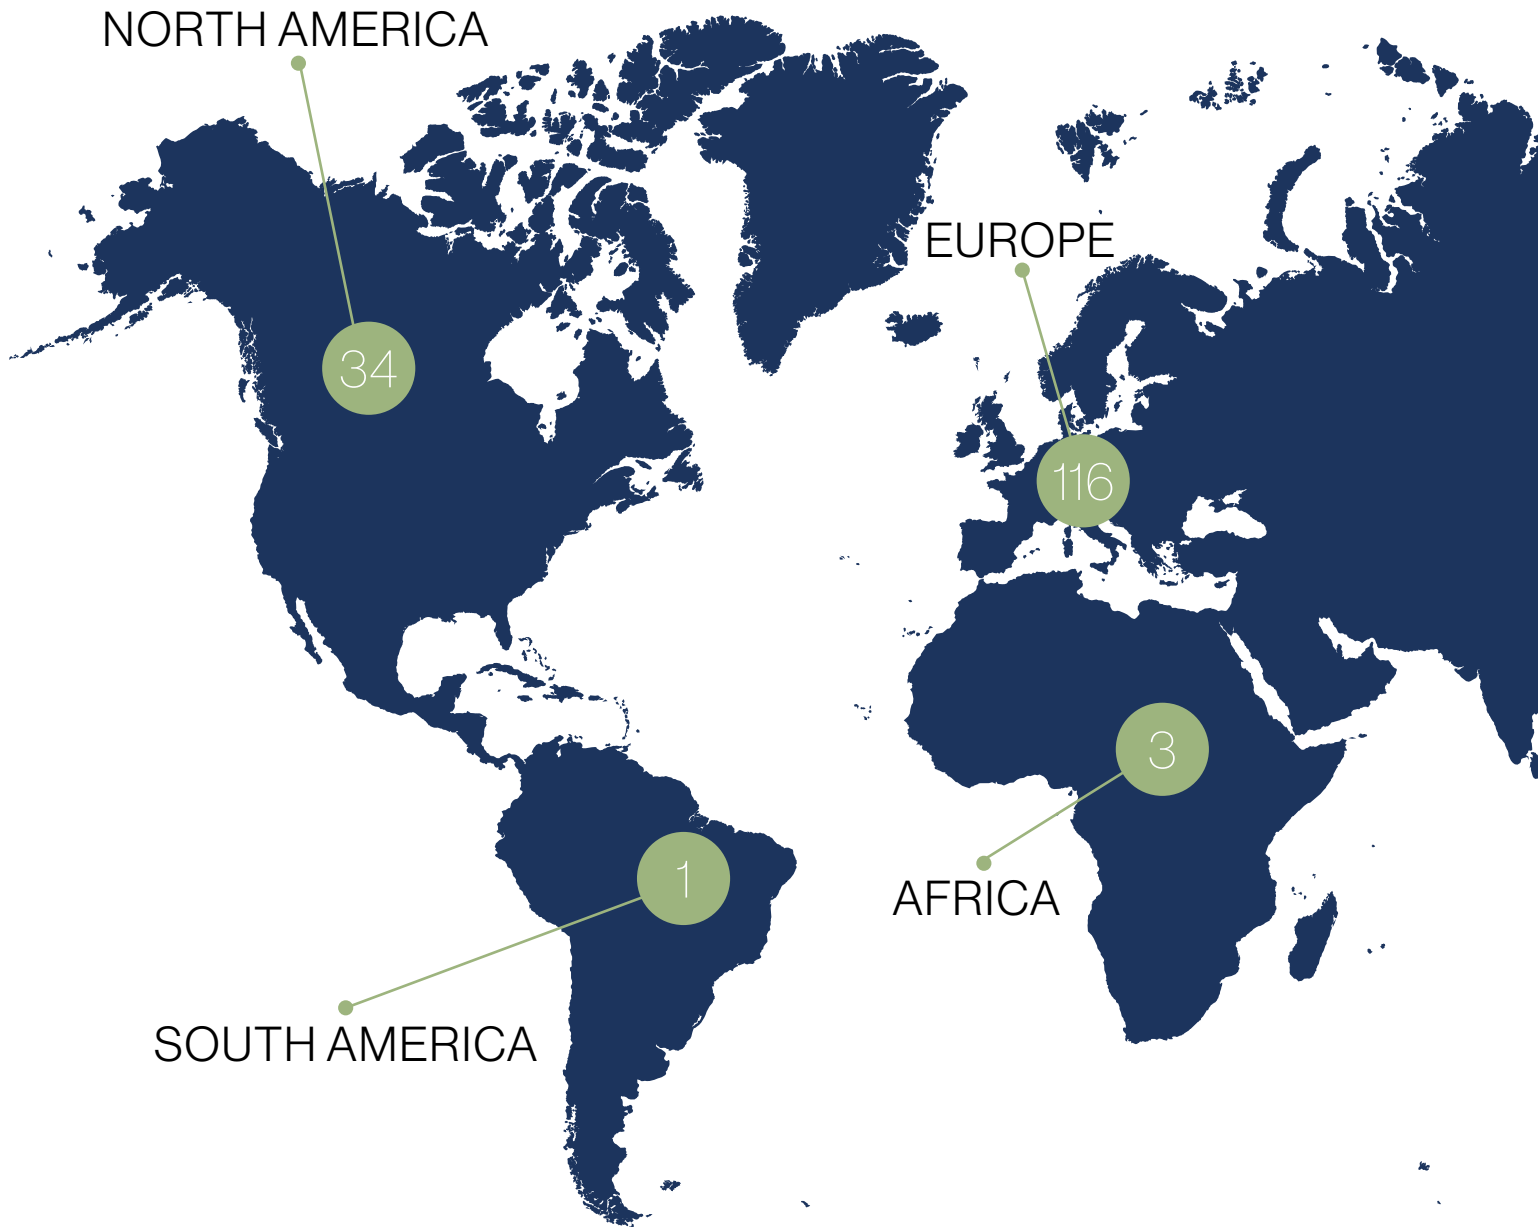 NORTH AMERICA
34
EUROPE
116
3
AFRICA
1
SOUTH AMERICA